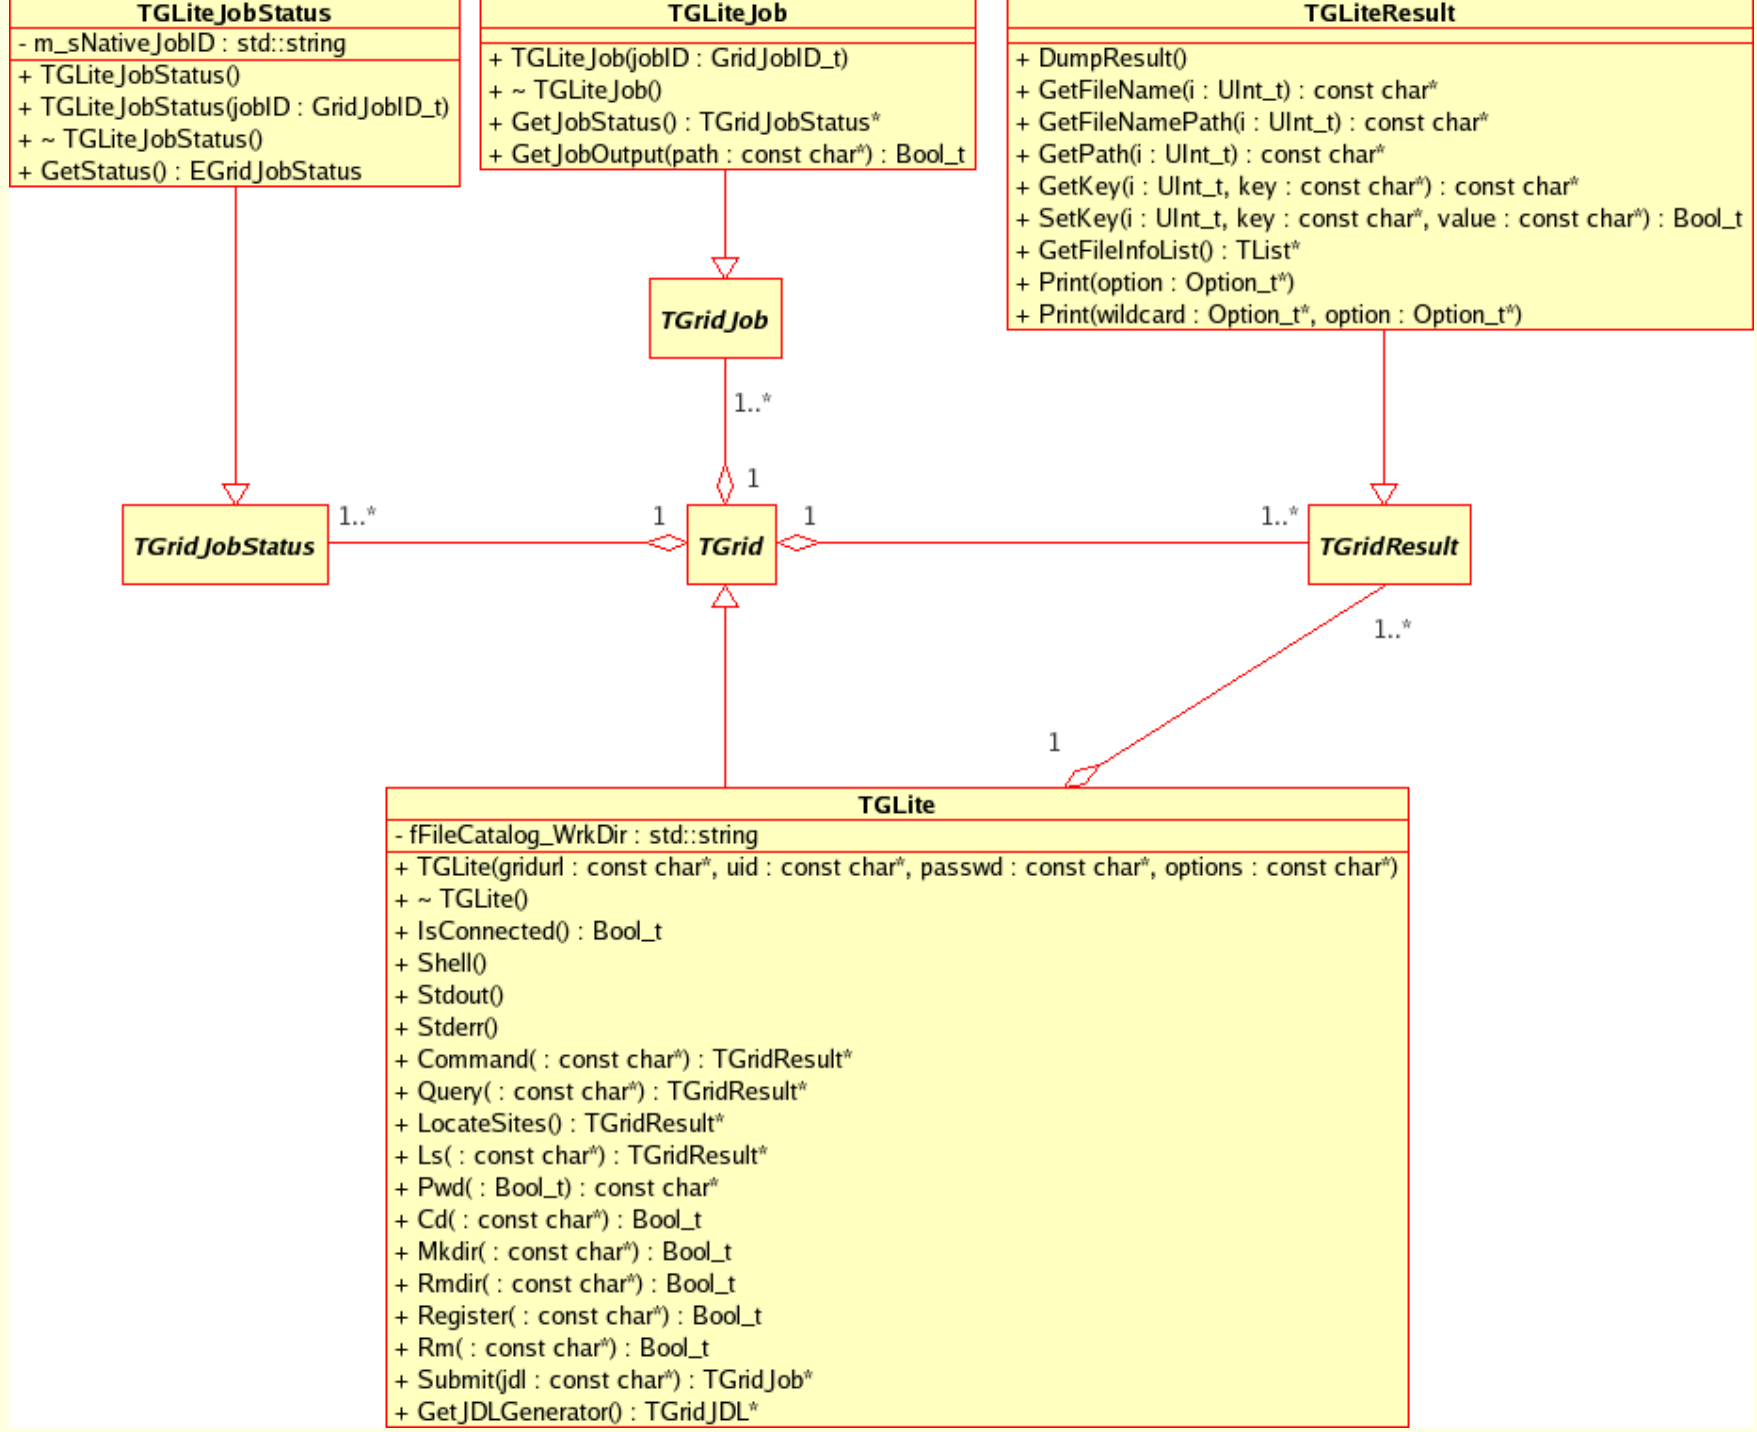 TGLiteJobStatus
- m_sNativeJobID : std::string
+ TGLiteJobStatus()
+ TGLiteJobStatus(jobID : GridJobID_t)
+ ~ TGLiteJobStatus()
+ GetStatus() : EGridJobStatus
TGLiteJob
+ TGLiteJob(jobID : GridJobID_t)
+ ~ TGLiteJob()
+ GetJobStatus() : TGridJobStatus*
+ GetJobOutput(path : const char*) : Bool_t
TGLiteResult
+ DumpResult()
+ GetFileName(i : UInt_t) : const char*
+ GetFileNamePath(i : UInt_t) : const char*
+ GetPath(i : UInt_t) : const char*
+ GetKey(i : UInt_t, key : const char*) : const char*
+ SetKey(i : UInt_t, key : const char*, value : const char*) : Bool_t
+ GetFileInfoList() : TList*
+ Print(option : Option_t*)
+ Print(wildcard : Option_t*, option : Option_t*)
TGridJob
1..*
1
TGridJobStatus
1..*
1
TGrid
1
1..*
TGridResult
1..*
1
TGLite
- fFileCatalog_WrkDir : std::string
+ TGLite(gridurl : const char*, uid : const char*, passwd : const char*, options : const char*)
+ ~ TGLite()
+ IsConnected() : Bool_t
+ Shell()
+ Stdout()
+ Stderr()
+ Command( : const char*) : TGridResult*
+ Query( : const char*) : TGridResult*
+ LocateSites() : TGridResult*
+ Ls( : const char*) : TGridResult*
+ Pwd( : Bool_t) : const char*
+ Cd( : const char*) : Bool_t
+ Mkdir( : const char*) : Bool_t
+ Rmdir( : const char*) : Bool_t
+ Register( : const char*) : Bool_t
+ Rm( : const char*) : Bool_t
+ Submit(jdl : const char*) : TGridJob*
+ GetJDLGenerator() : TGridJDL*